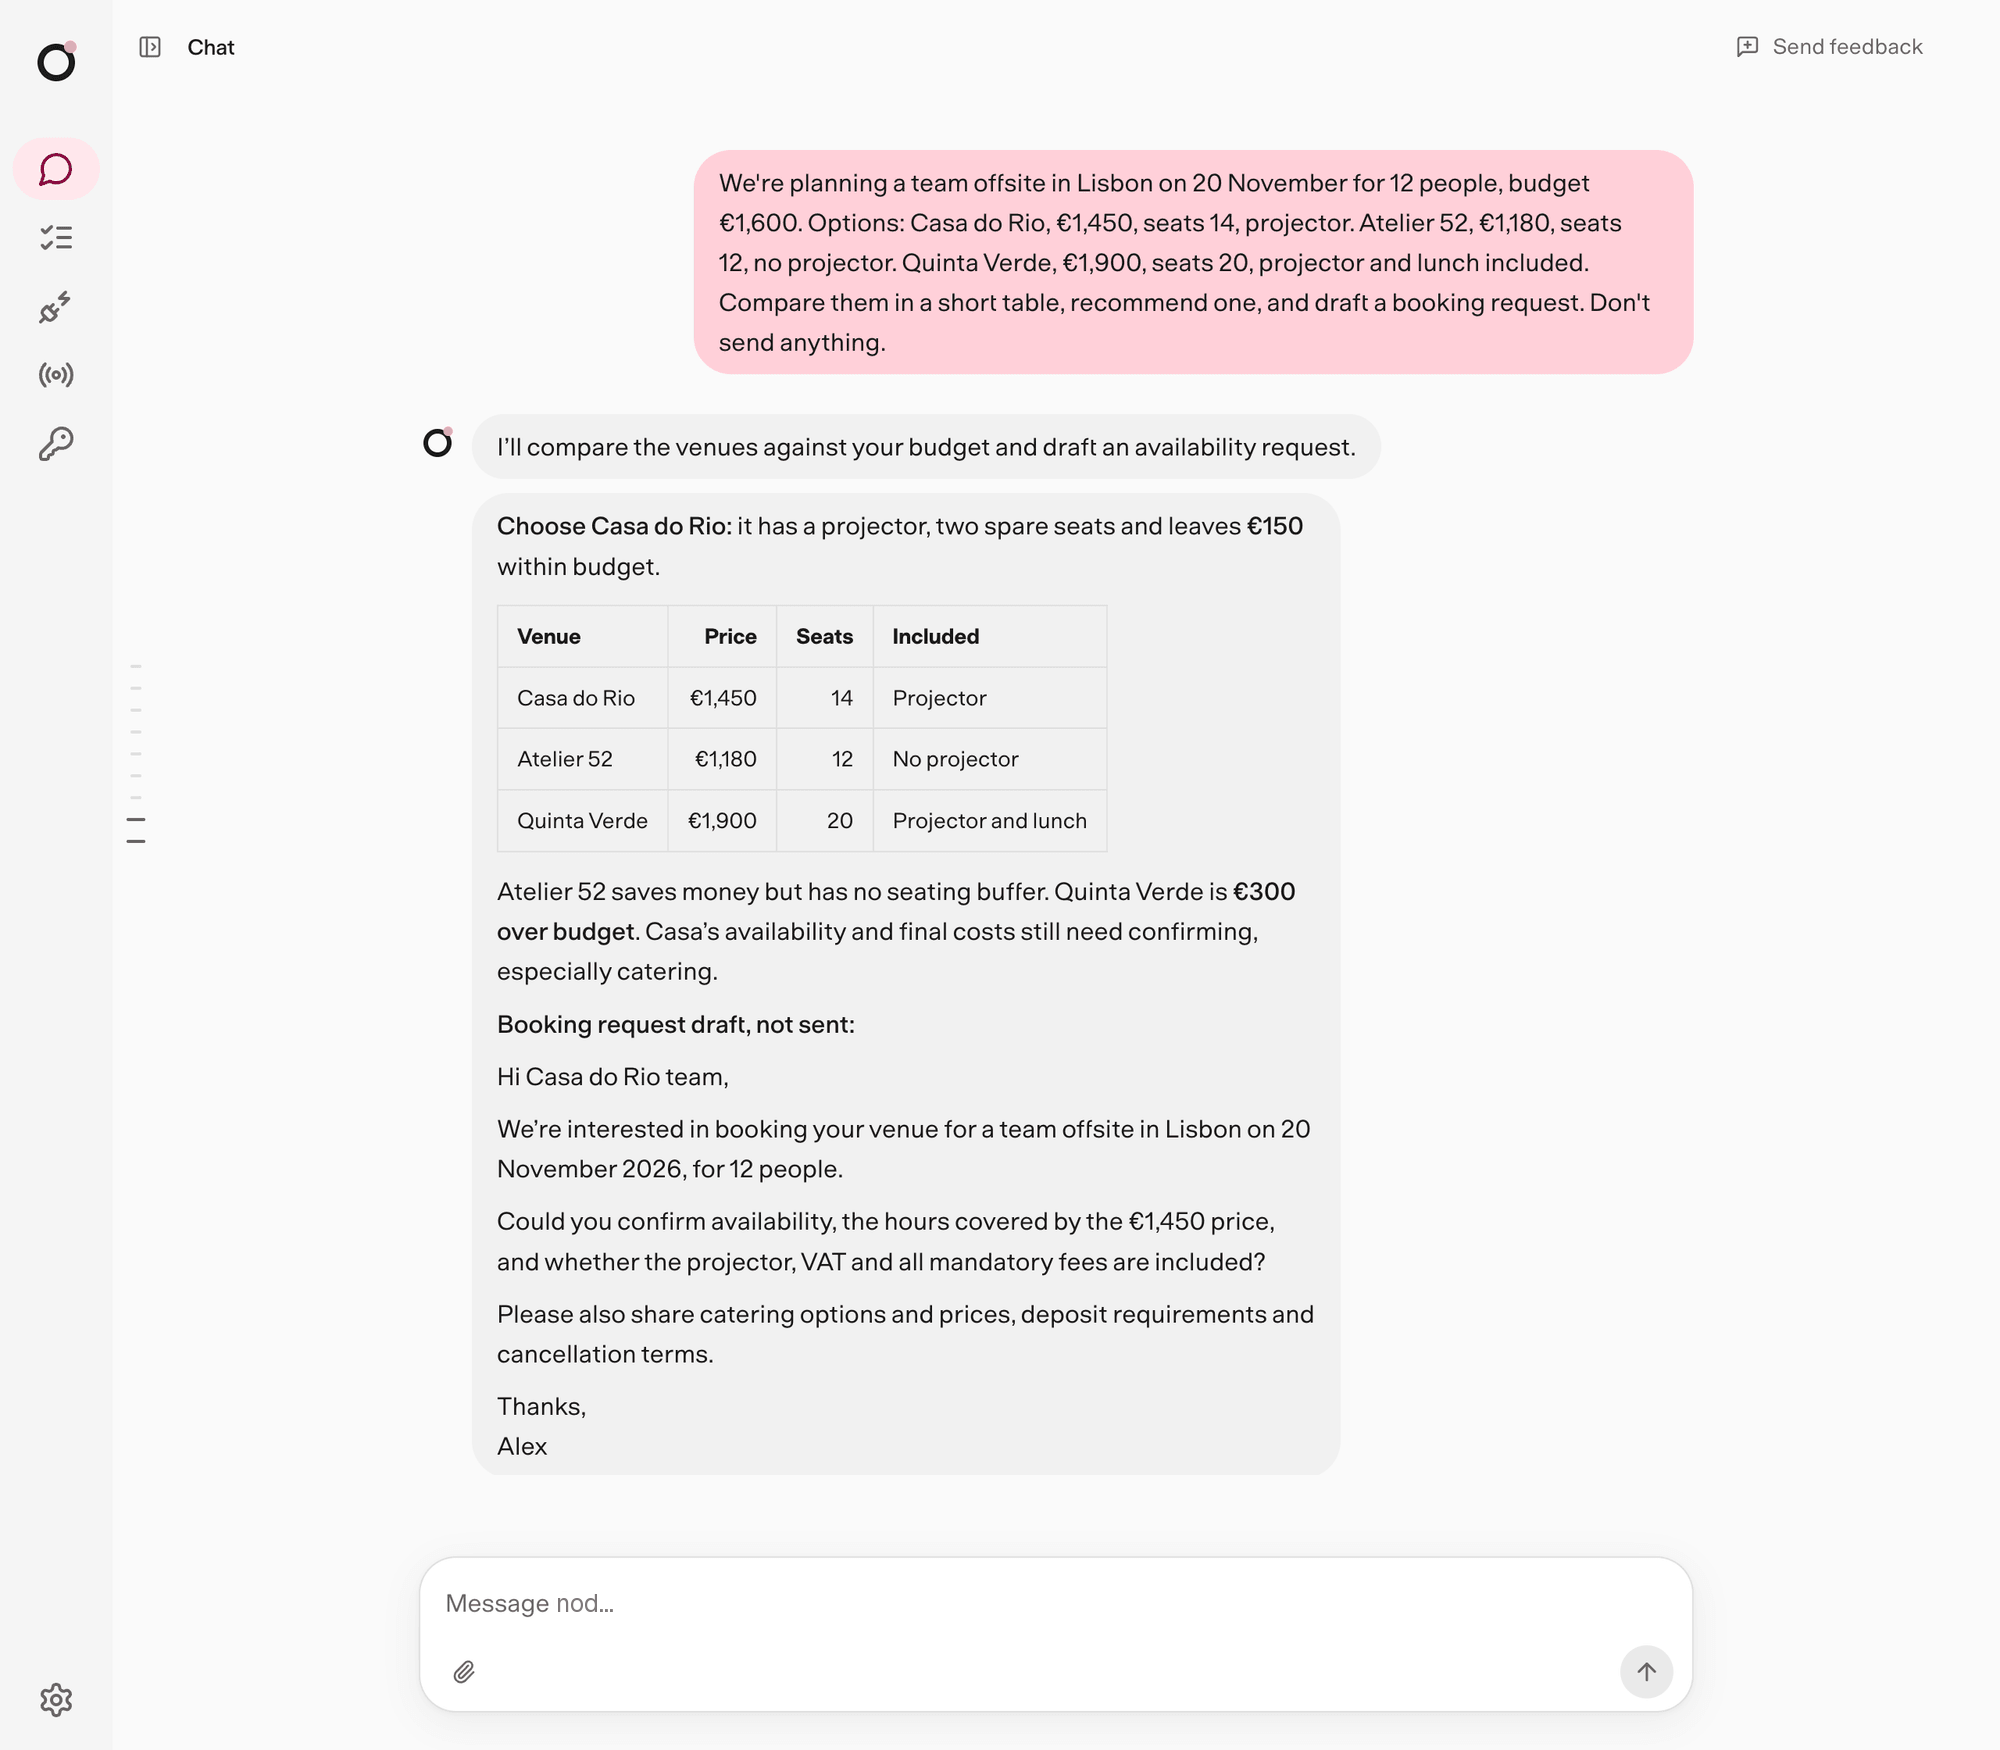 Chat
Send feedback
We're planning a team offsite in Lisbon on 20 November for 12 people, budget
€1,600. Options: Casa do Rio, €1,450, seats 14, projector. Atelier 52, €1,180, seats
12, no projector. Quinta Verde, €1,900, seats 20, projector and lunch included.
Compare them in a short table, recommend one, and draft a booking request. Don't
send anything.
I’ll compare the venues against your budget and draft an availability request.
Choose Casa do Rio: it has a projector, two spare seats and leaves €150
within budget.
Venue Price Seats Included
Casa do Rio €1,450 14 Projector
Atelier 52 €1,180 12 No projector
Quinta Verde €1,900 20 Projector and lunch
Atelier 52 saves money but has no seating buffer. Quinta Verde is €300
over budget. Casa’s availability and final costs still need confirming,
especially catering.
Booking request draft, not sent:
Hi Casa do Rio team,
We’re interested in booking your venue for a team offsite in Lisbon on 20
November 2026, for 12 people.
Could you confirm availability, the hours covered by the €1,450 price,
and whether the projector, VAT and all mandatory fees are included?
Please also share catering options and prices, deposit requirements and
cancellation terms.
Thanks,
Alex
Message nod...